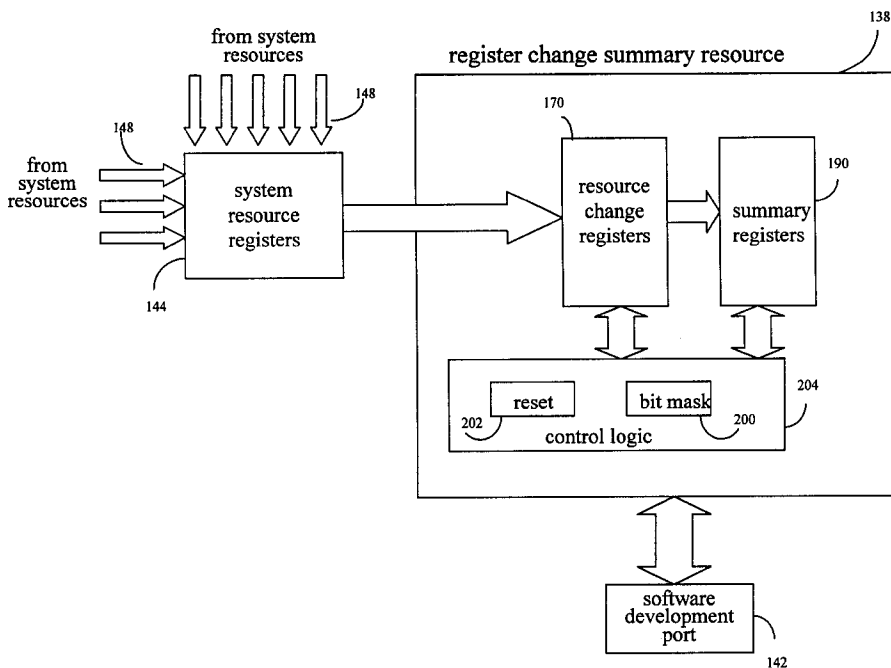 from system
resources
register change summary resource
138
148
148
170
190
from
system
resources
system
resource
registers
resource
change
registers
summary
registers
144
204
reset
bit mask
202
200
control logic
software
development
port
142